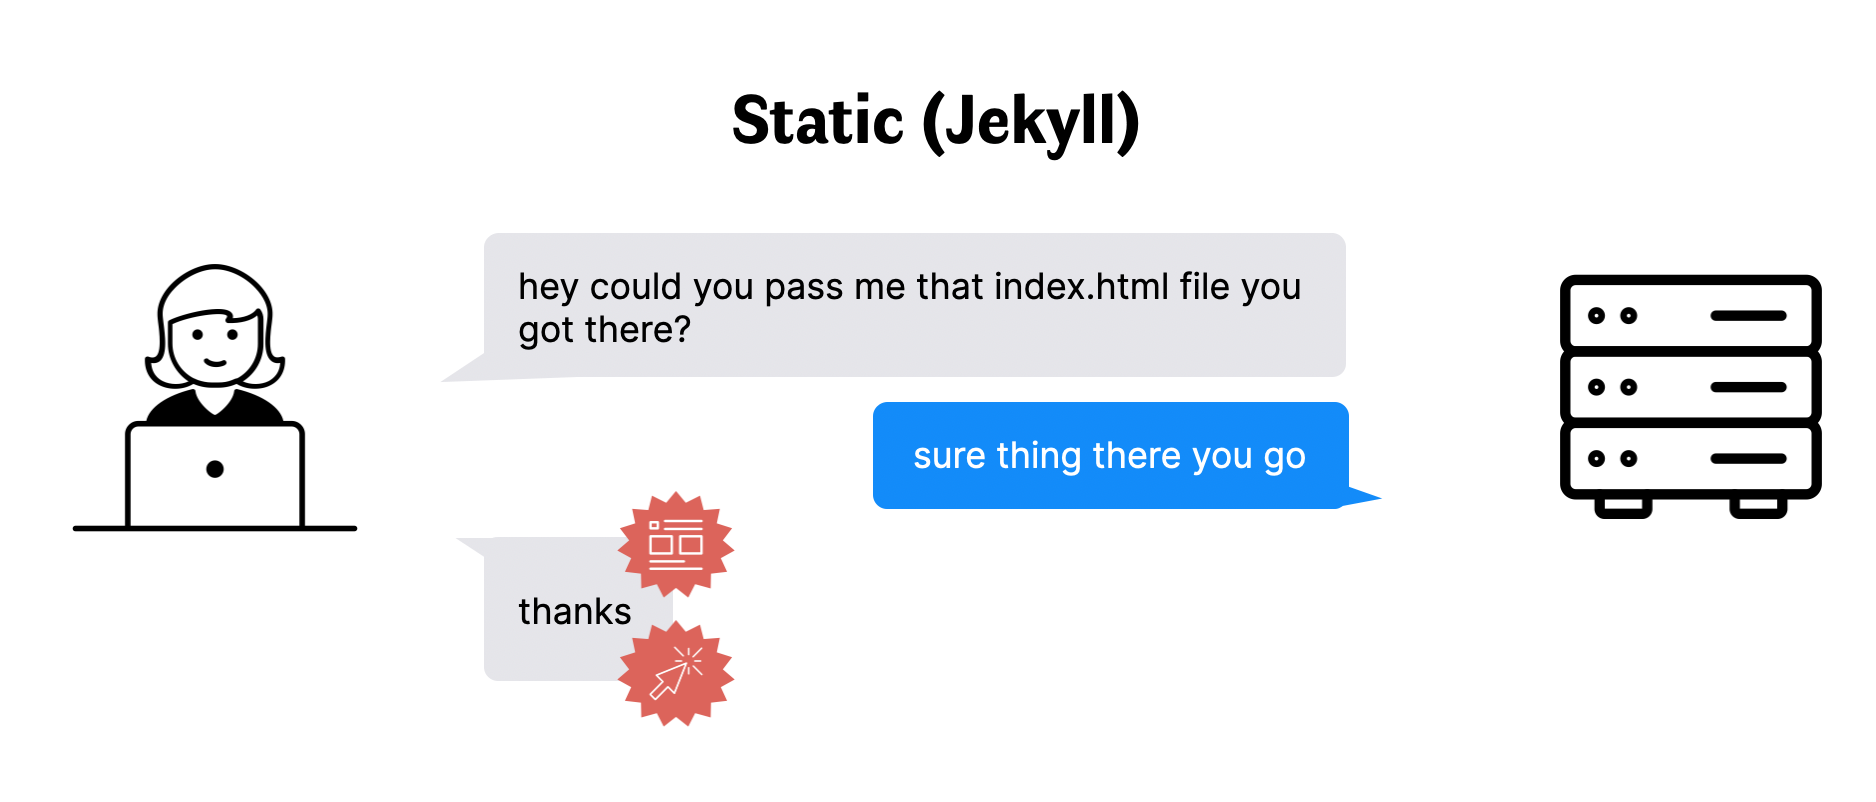 Static (Jekyll)
hey could you pass me that index.html file you
got there?
sure thing there you go
thanks